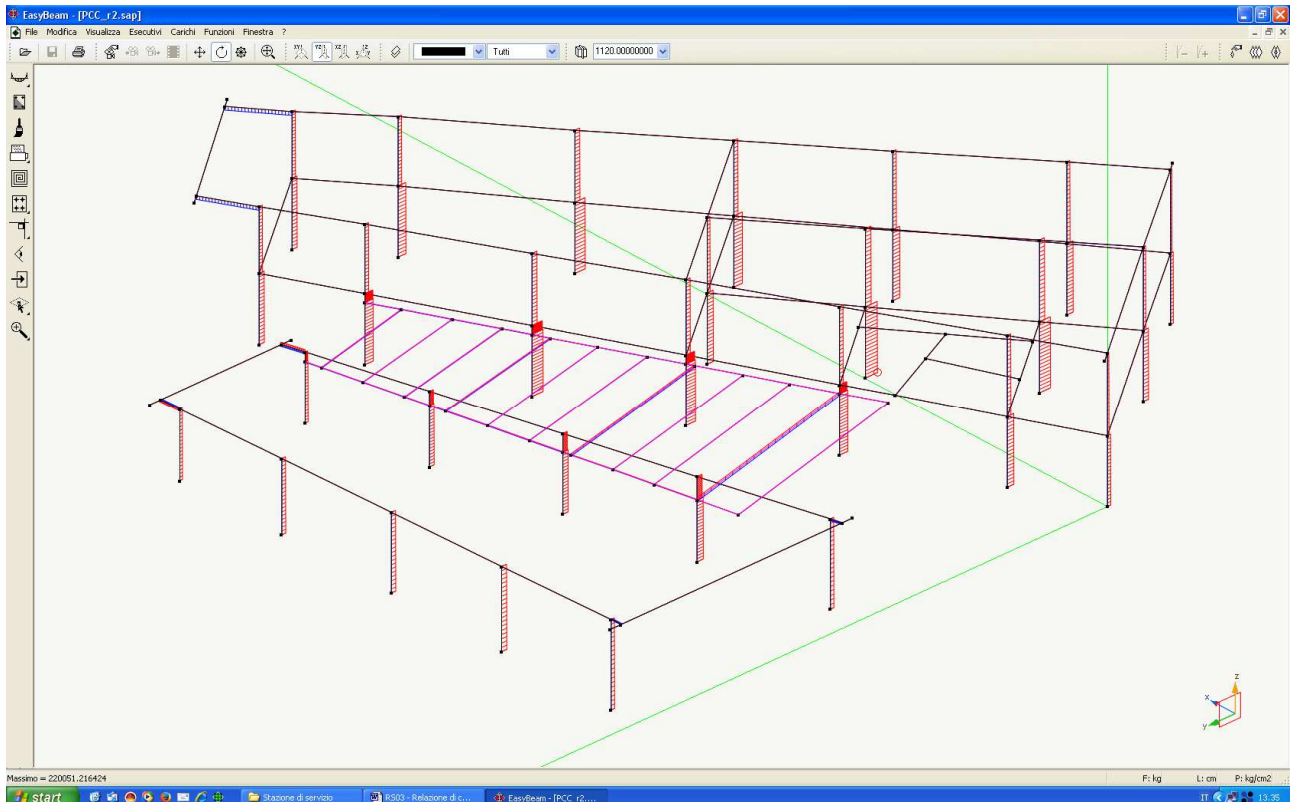 EasyBeam - [PCC_r2.sap]
File Modifica Visualizza Esecutivi Carichi Funzioni Finestra ?
Tutti 1120.00000000
z
x
y
Massimo = 220051.216424 F: kg L: cm P: kg/cm2
start Stazione di servizio RS03 - Relazione di c... EasyBeam - [PCC_r2.... IT 13.35